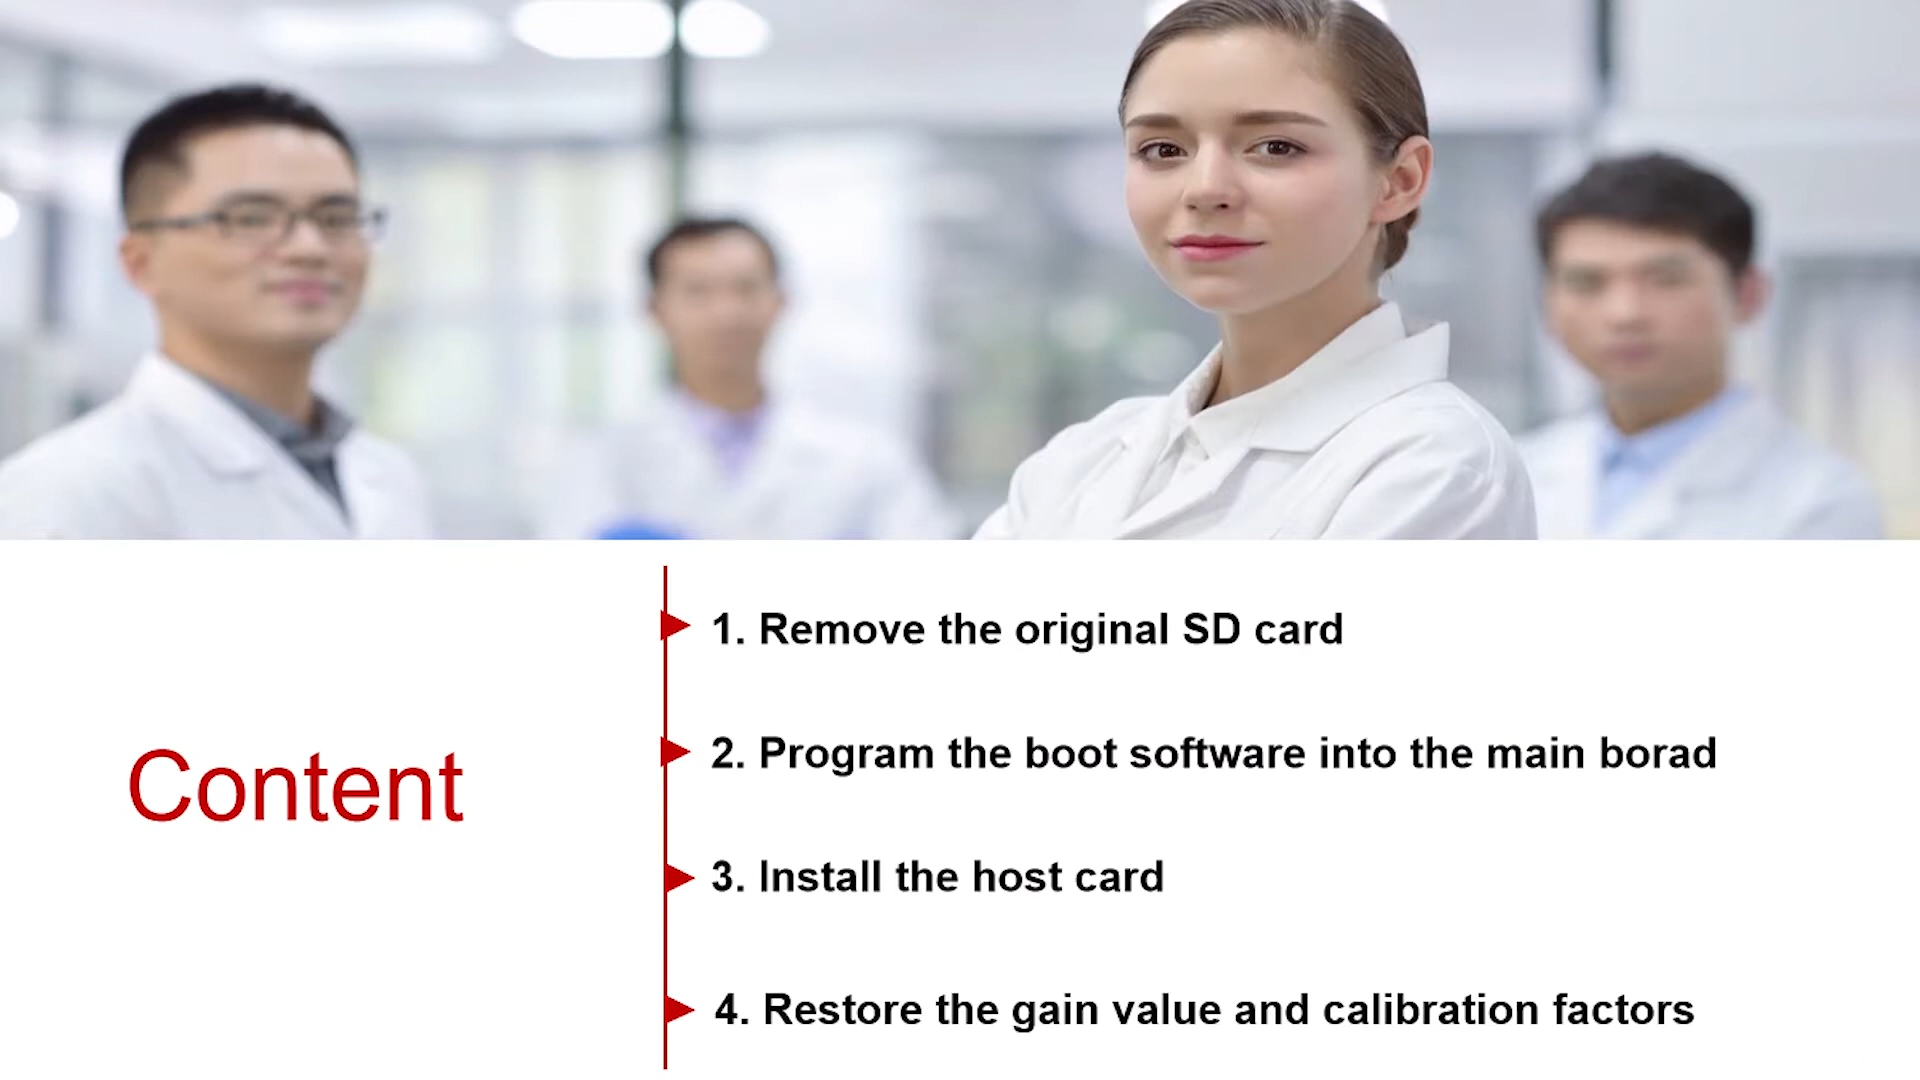 Content
1. Remove the original SD card
2. Program the boot software into the main borad
3. Install the host card
4. Restore the gain value and calibration factors